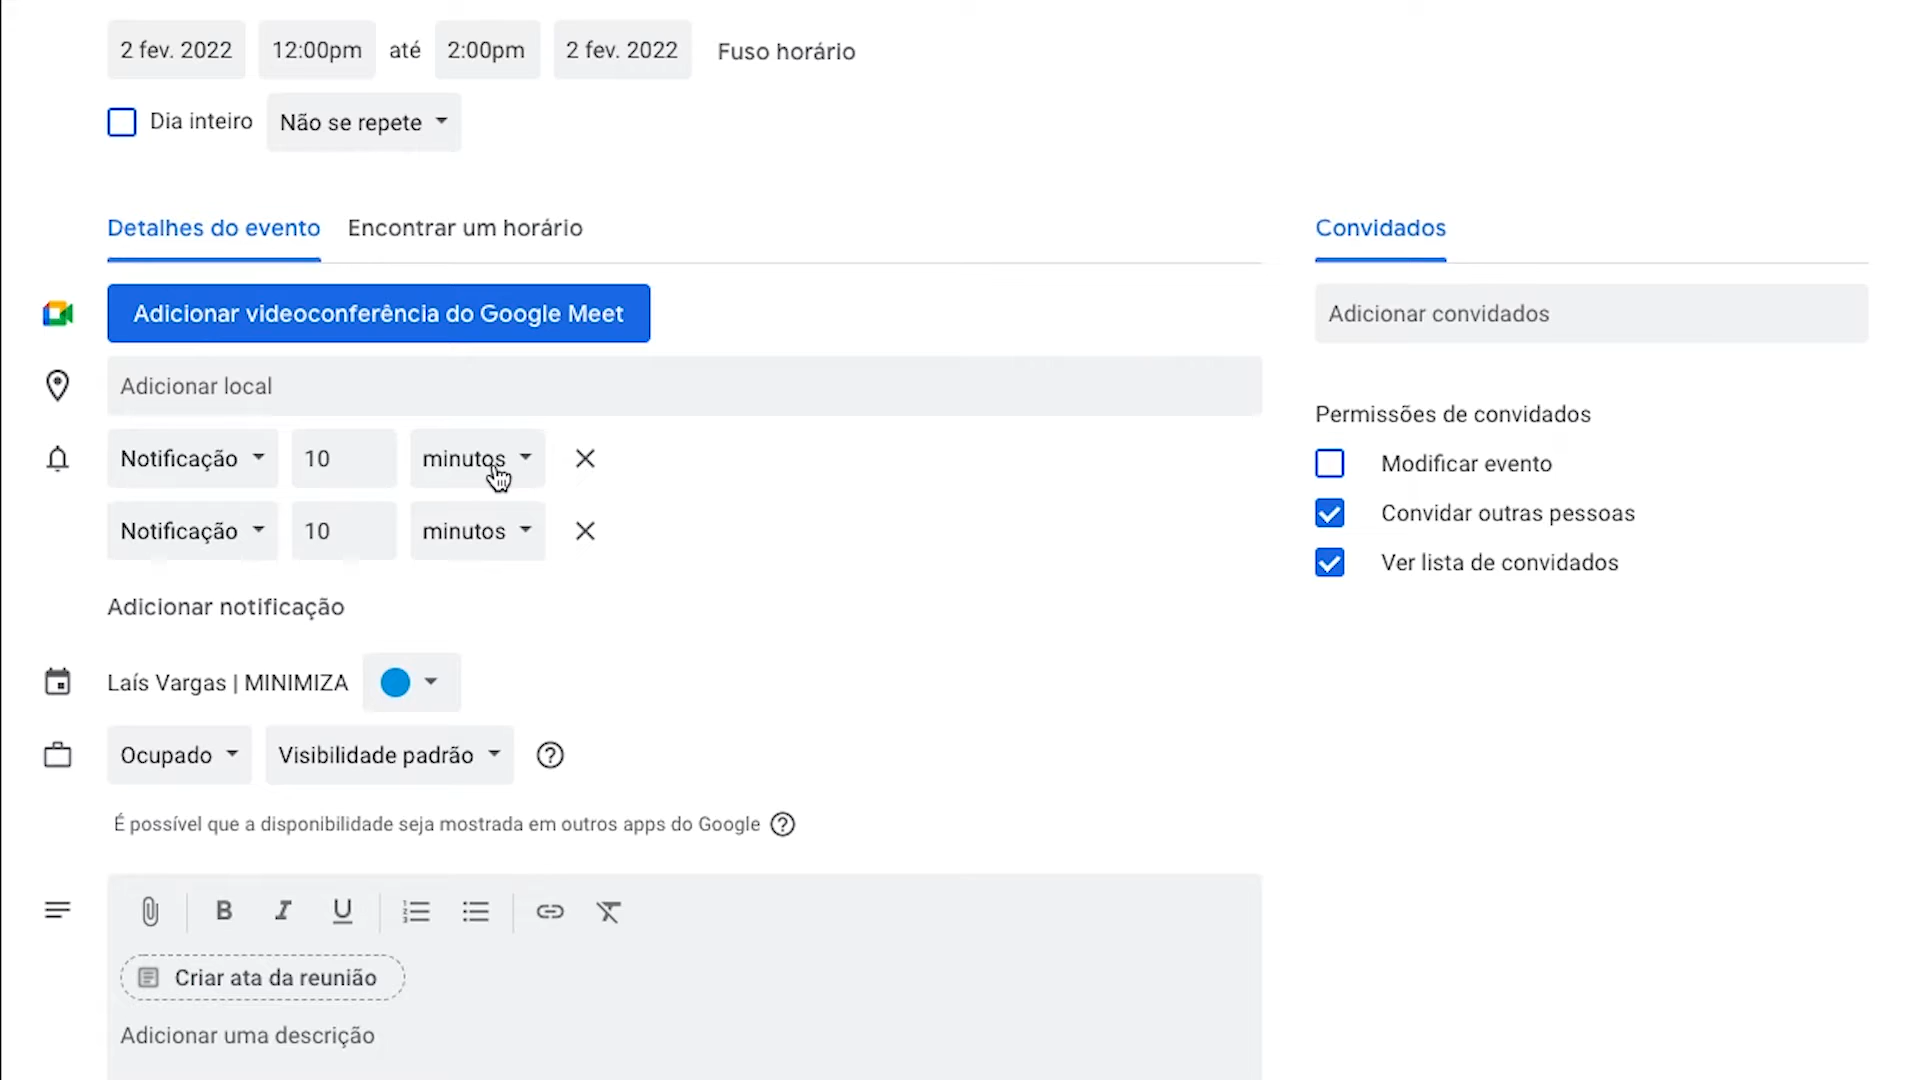 2 fev. 2022 12:00pm até 2:00pm 2 fev. 2022 Fuso horário
Dia inteiro Não se repete
Detalhes do evento Encontrar um horário
Adicionar videoconferência do Google Meet
Adicionar local
Notificação 10 minutos
Notificação 10 minutos
Adicionar notificação
Laís Vargas | MINIMIZA
Ocupado Visibilidade padrão
É possível que a disponibilidade seja mostrada em outros apps do Google
B I U
Criar ata da reunião
Adicionar uma descrição
Convidados
Adicionar convidados
Permissões de convidados
Modificar evento
Convidar outras pessoas
Ver lista de convidados